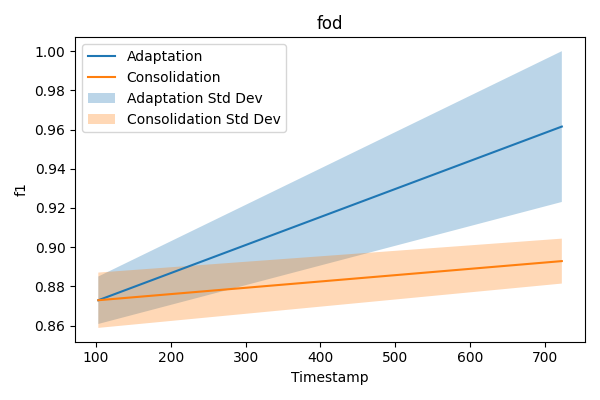 fod
Adaptation
Consolidation
Adaptation Std Dev
Consolidation Std Dev
f1
1.00
0.98
0.96
0.94
0.92
0.90
0.88
0.86
100 200 300 400 500 600 700
Timestamp